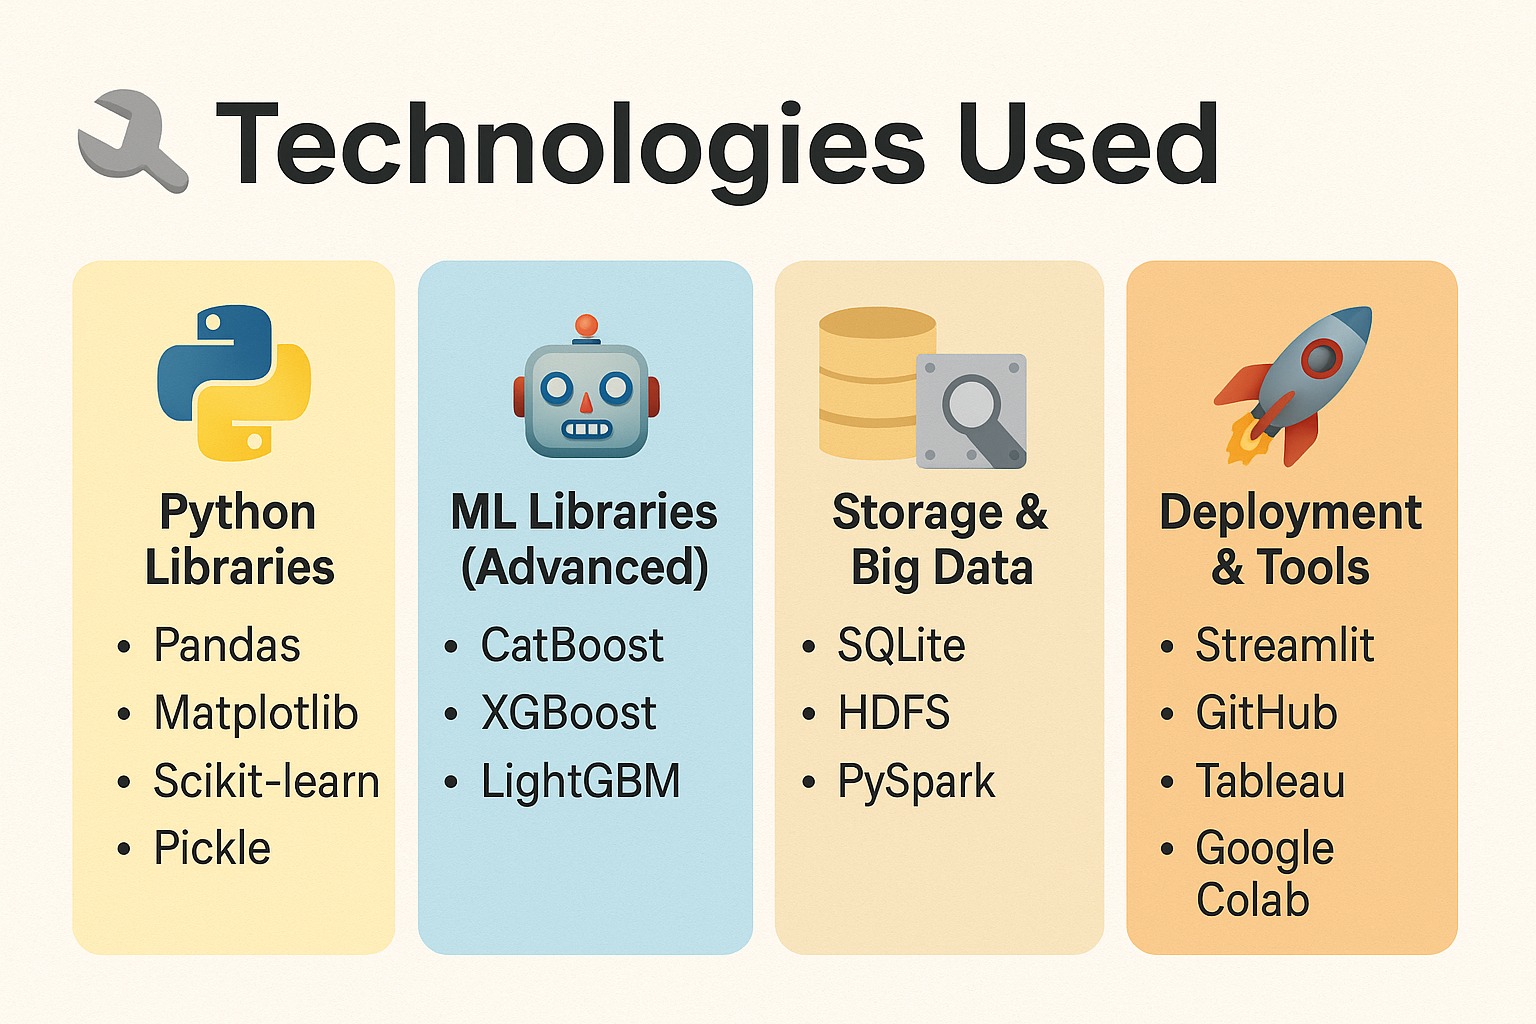 Technologies Used
Python
Libraries
• Pandas
• Matplotlib
• Scikit-learn
• Pickle
ML Libraries
(Advanced)
• CatBoost
• XGBoost
• LightGBM
Storage &
Big Data
• SQLite
• HDFS
• PySpark
Deployment
& Tools
• Streamlit
• GitHub
• Tableau
• Google
Colab